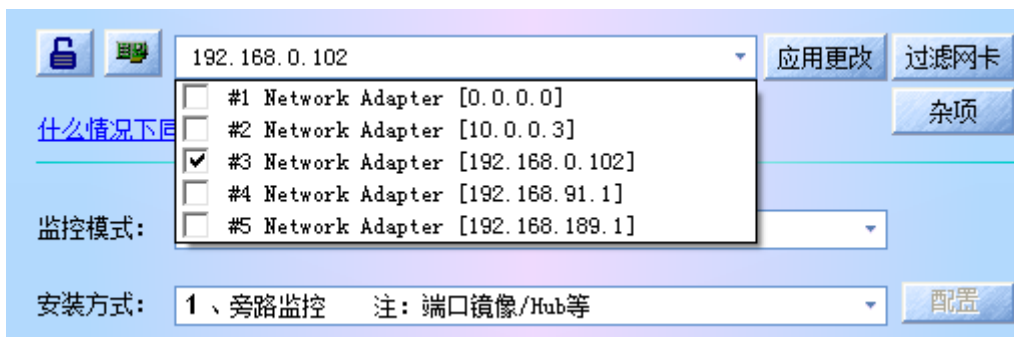 192.168.0.102
应用更改
过滤网卡
#1 Network Adapter [0.0.0.0]
杂项
什么情况下
#2 Network Adapter [10.0.0.3]
#3 Network Adapter [192.168.0.102]
#4 Network Adapter [192.168.91.1]
监控模式：
#5 Network Adapter [192.168.189.1]
安装方式：
1、旁路监控 注：端口镜像/Hub等
配置